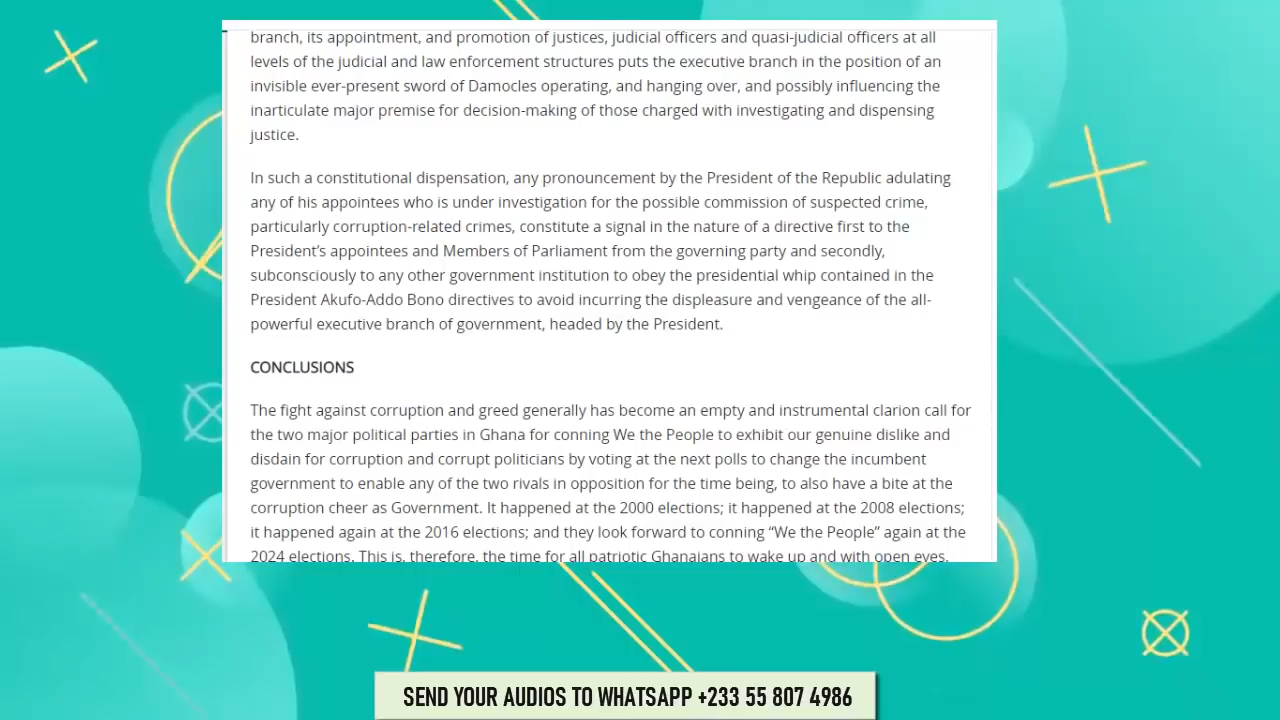 branch, its appointment, and promotion of justices, judicial officers and quasi-judicial officers at all
levels of the judicial and law enforcement structures puts the executive branch in the position of an
invisible ever-present sword of Damocles operating, and hanging over, and possibly influencing the
inarticulate major premise for decision-making of those charged with investigating and dispensing
justice.
In such a constitutional dispensation, any pronouncement by the President of the Republic adulating
any of his appointees who is under investigation for the possible commission of suspected crime,
particularly corruption-related crimes, constitute a signal in the nature of a directive first to the
President’s appointees and Members of Parliament from the governing party and secondly,
subconsciously to any other government institution to obey the presidential whip contained in the
President Akufo-Addo Bono directives to avoid incurring the displeasure and vengeance of the all-
powerful executive branch of government, headed by the President.
CONCLUSIONS
The fight against corruption and greed generally has become an empty and instrumental clarion call for
the two major political parties in Ghana for conning We the People to exhibit our genuine dislike and
disdain for corruption and corrupt politicians by voting at the next polls to change the incumbent
government to enable any of the two rivals in opposition for the time being, to also have a bite at the
corruption cheer as Government. It happened at the 2000 elections; it happened at the 2008 elections;
it happened again at the 2016 elections; and they look forward to conning “We the People” again at the
2024 elections. This is, therefore, the time for all patriotic Ghanaians to wake up and with open eyes,
SEND YOUR AUDIOS TO WHATSAPP +233 55 807 4986